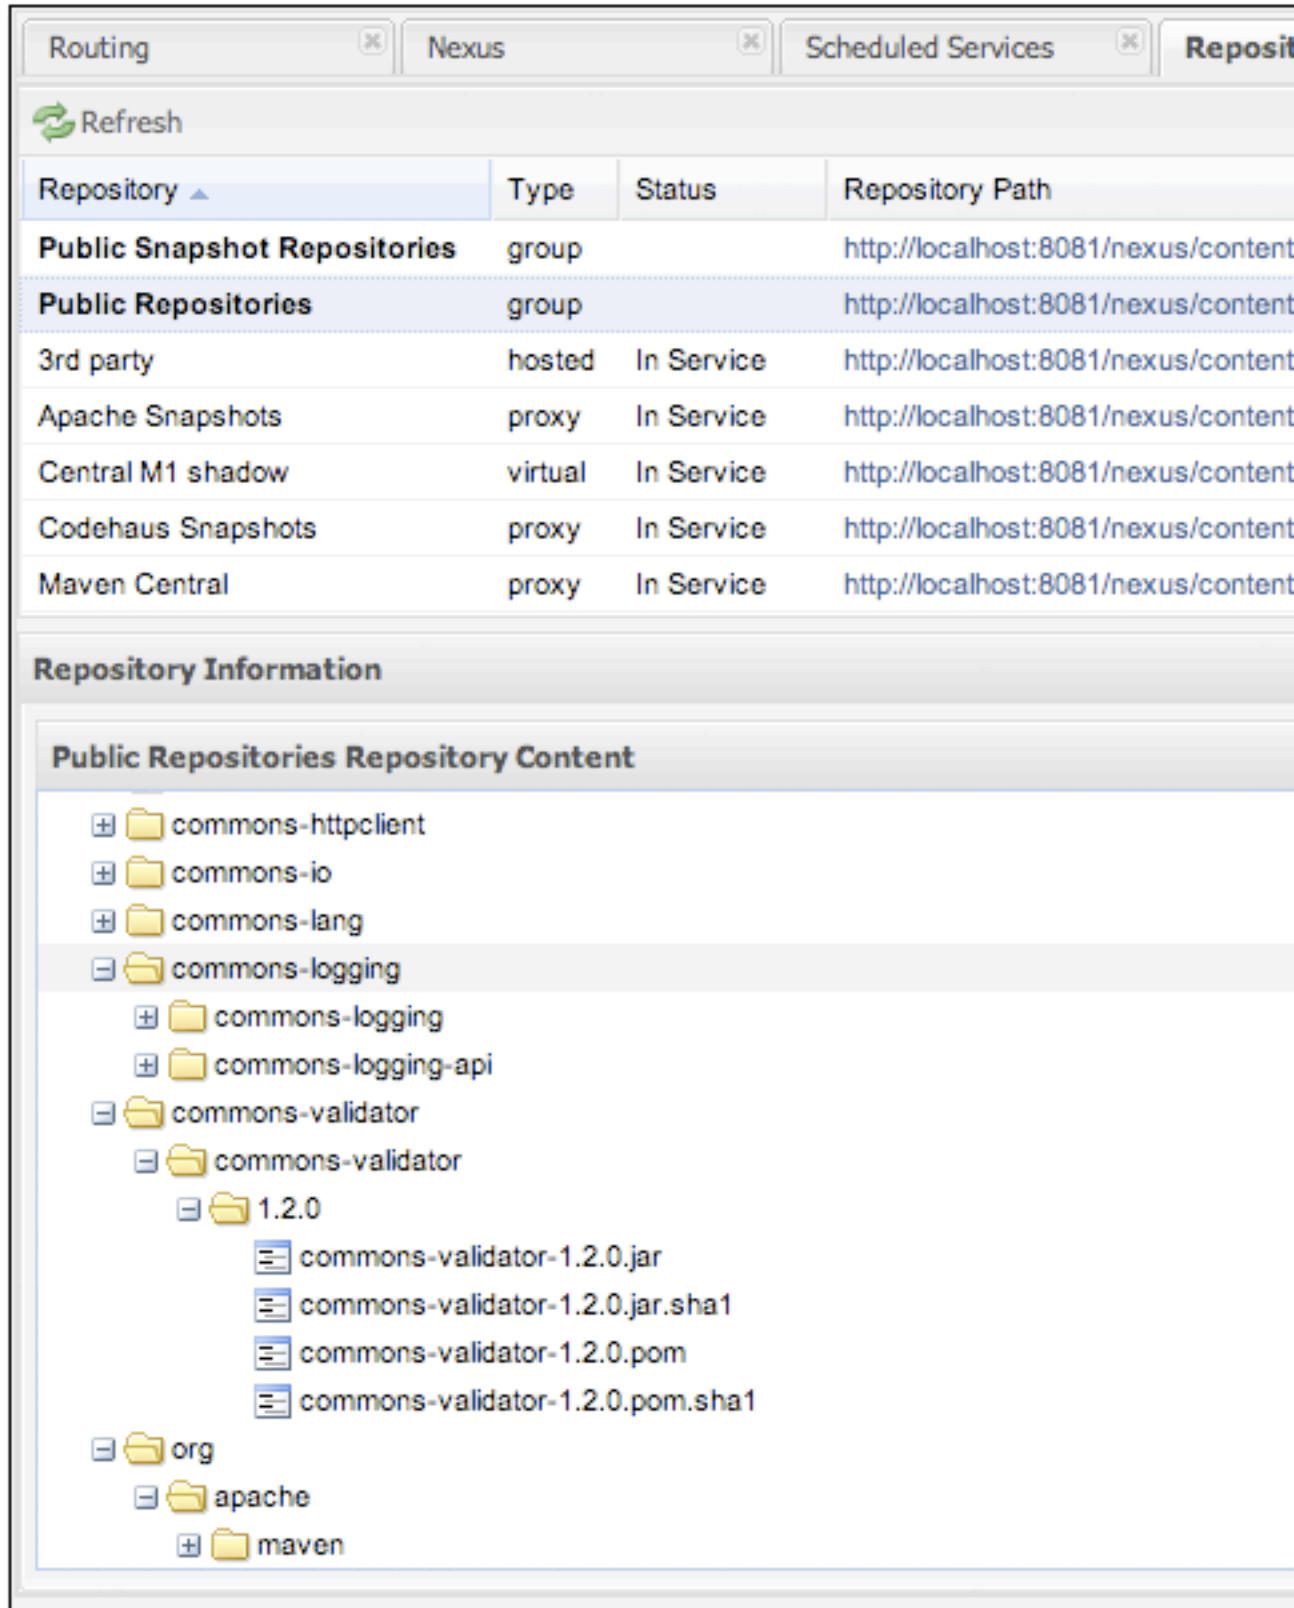 Routing Nexus Scheduled Services Reposit
Refresh
Repository Type Status Repository Path
Public Snapshot Repositories group http://localhost:8081/nexus/content
Public Repositories group http://localhost:8081/nexus/content
3rd party hosted In Service http://localhost:8081/nexus/content
Apache Snapshots proxy In Service http://localhost:8081/nexus/content
Central M1 shadow virtual In Service http://localhost:8081/nexus/content
Codehaus Snapshots proxy In Service http://localhost:8081/nexus/content
Maven Central proxy In Service http://localhost:8081/nexus/content
Repository Information
Public Repositories Repository Content
commons-httpclient
commons-io
commons-lang
commons-logging
commons-logging
commons-logging-api
commons-validator
commons-validator
1.2.0
commons-validator-1.2.0.jar
commons-validator-1.2.0.jar.sha1
commons-validator-1.2.0.pom
commons-validator-1.2.0.pom.sha1
org
apache
maven